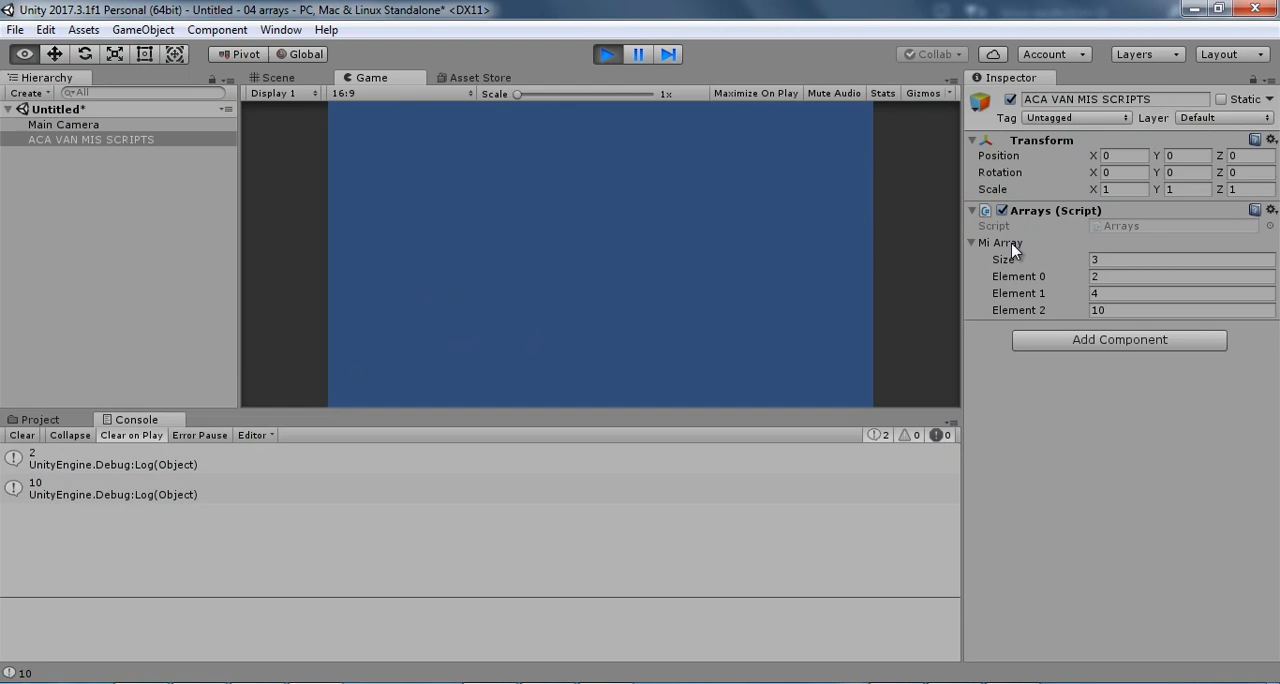 Unity 2017.3.1f1 Personal (64bit) - Untitled - 04 arrays - PC, Mac & Linux Standalone* <DX11>
File Edit Assets GameObject Component Window Help
Pivot Global Collab Account Layers Layout
Hierarchy
Create All
Untitled*
Main Camera
ACA VAN MIS SCRIPTS
Scene Game Asset Store
Display 1 16:9 Scale 1x Maximize On Play Mute Audio Stats Gizmos
Inspector
ACA VAN MIS SCRIPTS Static
Tag Untagged Layer Default
Transform
Position X 0 Y 0 Z 0
Rotation X 0 Y 0 Z 0
Scale X 1 Y 1 Z 1
Arrays (Script)
Script Arrays
Mi Array
Size 3
Element 0 2
Element 1 4
Element 2 10
Add Component
Project Console
Clear Collapse Clear on Play Error Pause Editor 2 0 0
2
UnityEngine.Debug:Log(Object)
10
UnityEngine.Debug:Log(Object)
10